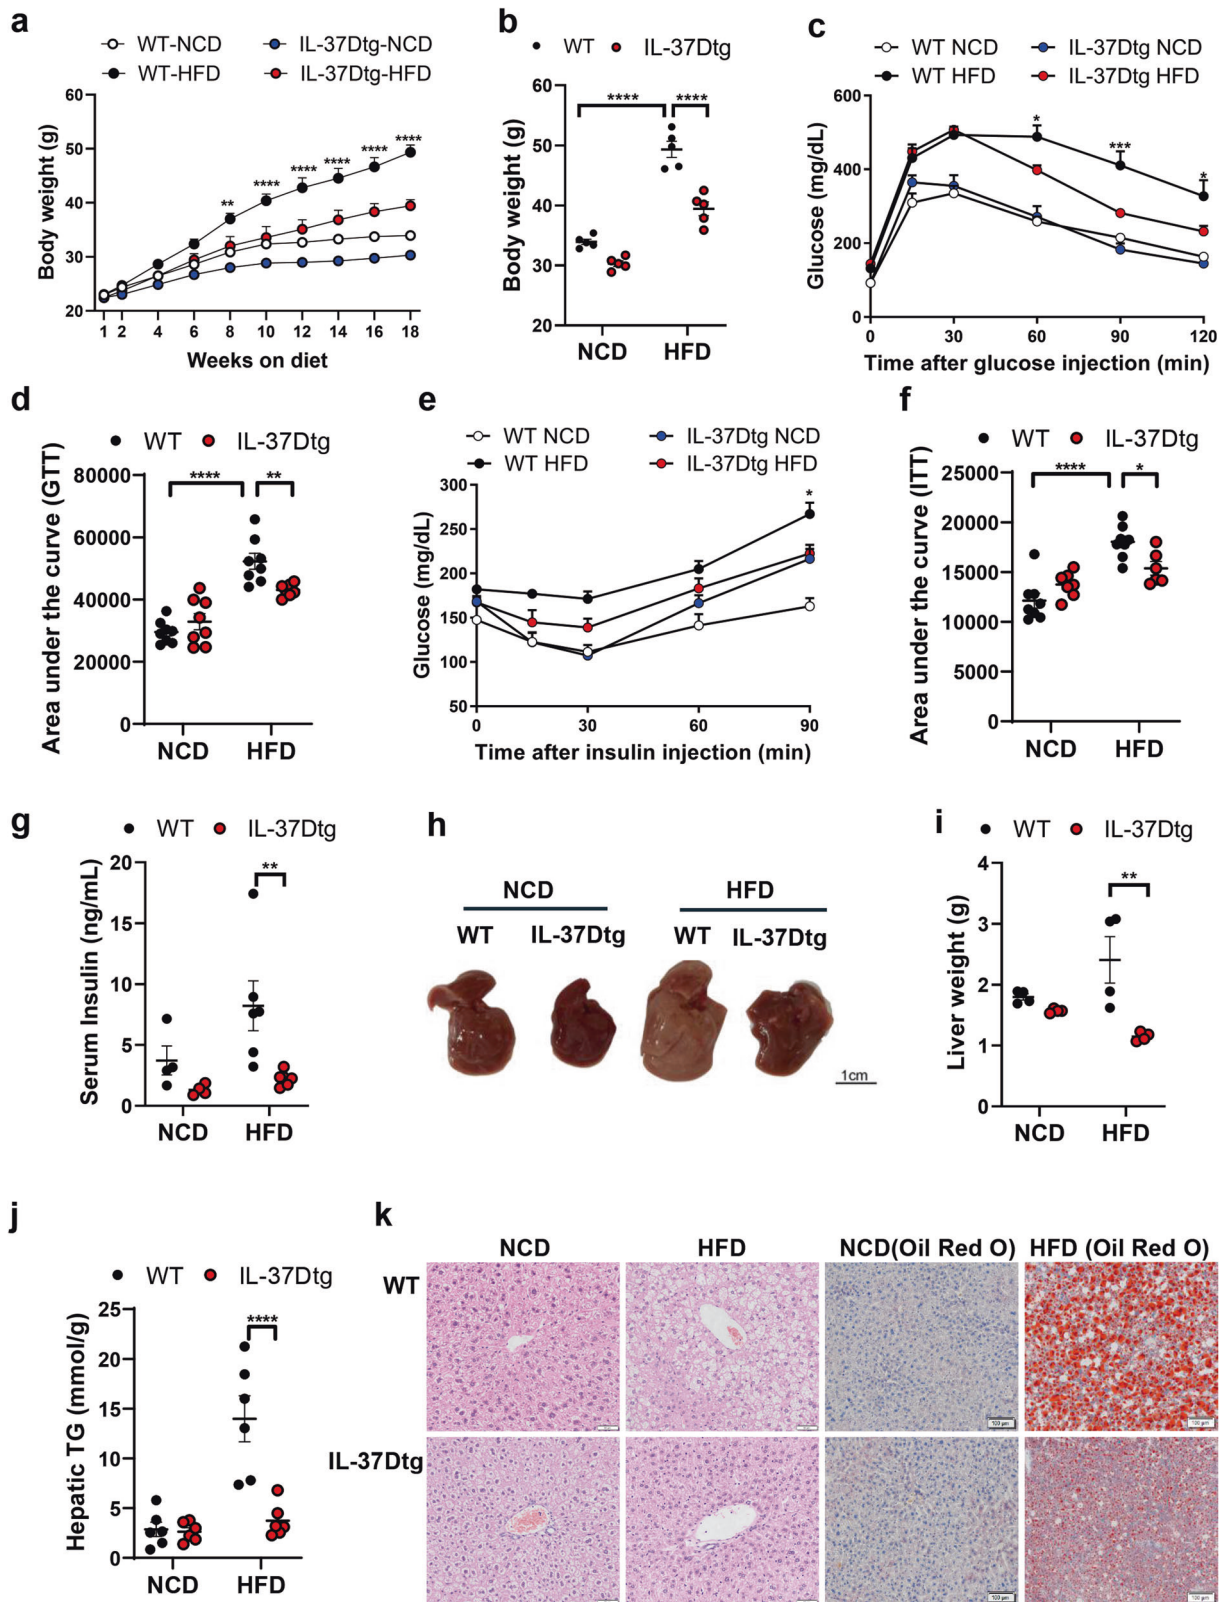 a
WT-NCD IL-37Dtg-NCD
WT-HFD IL-37Dtg-HFD
Body weight (g)
60
50
40
30
20
** **** **** **** **** ****
1 2 4 6 8 10 12 14 16 18
Weeks on diet
b
WT IL-37Dtg
Body weight (g)
60
50
40
30
20
**** ****
NCD HFD
c
WT NCD IL-37Dtg NCD
WT HFD IL-37Dtg HFD
Glucose (mg/dL)
600
400
200
0
* *** *
0 30 60 90 120
Time after glucose injection (min)
d
WT IL-37Dtg
Area under the curve (GTT)
80000
60000
40000
20000
0
**** **
NCD HFD
e
WT NCD IL-37Dtg NCD
WT HFD IL-37Dtg HFD
Glucose (mg/dL)
300
250
200
150
100
50
*
0 30 60 90
Time after insulin injection (min)
f
WT IL-37Dtg
Area under the curve (ITT)
25000
20000
15000
10000
5000
0
**** *
NCD HFD
g
WT IL-37Dtg
Serum Insulin (ng/mL)
20
15
10
5
0
**
NCD HFD
h
NCD HFD
WT IL-37Dtg WT IL-37Dtg
1cm
i
WT IL-37Dtg
Liver weight (g)
4
3
2
1
0
**
NCD HFD
j
WT IL-37Dtg
Hepatic TG (mmol/g)
25
20
15
10
5
0
****
NCD HFD
k
NCD HFD NCD(Oil Red O) HFD (Oil Red O)
WT
100 μm 100 μm
IL-37Dtg
100 μm 100 μm